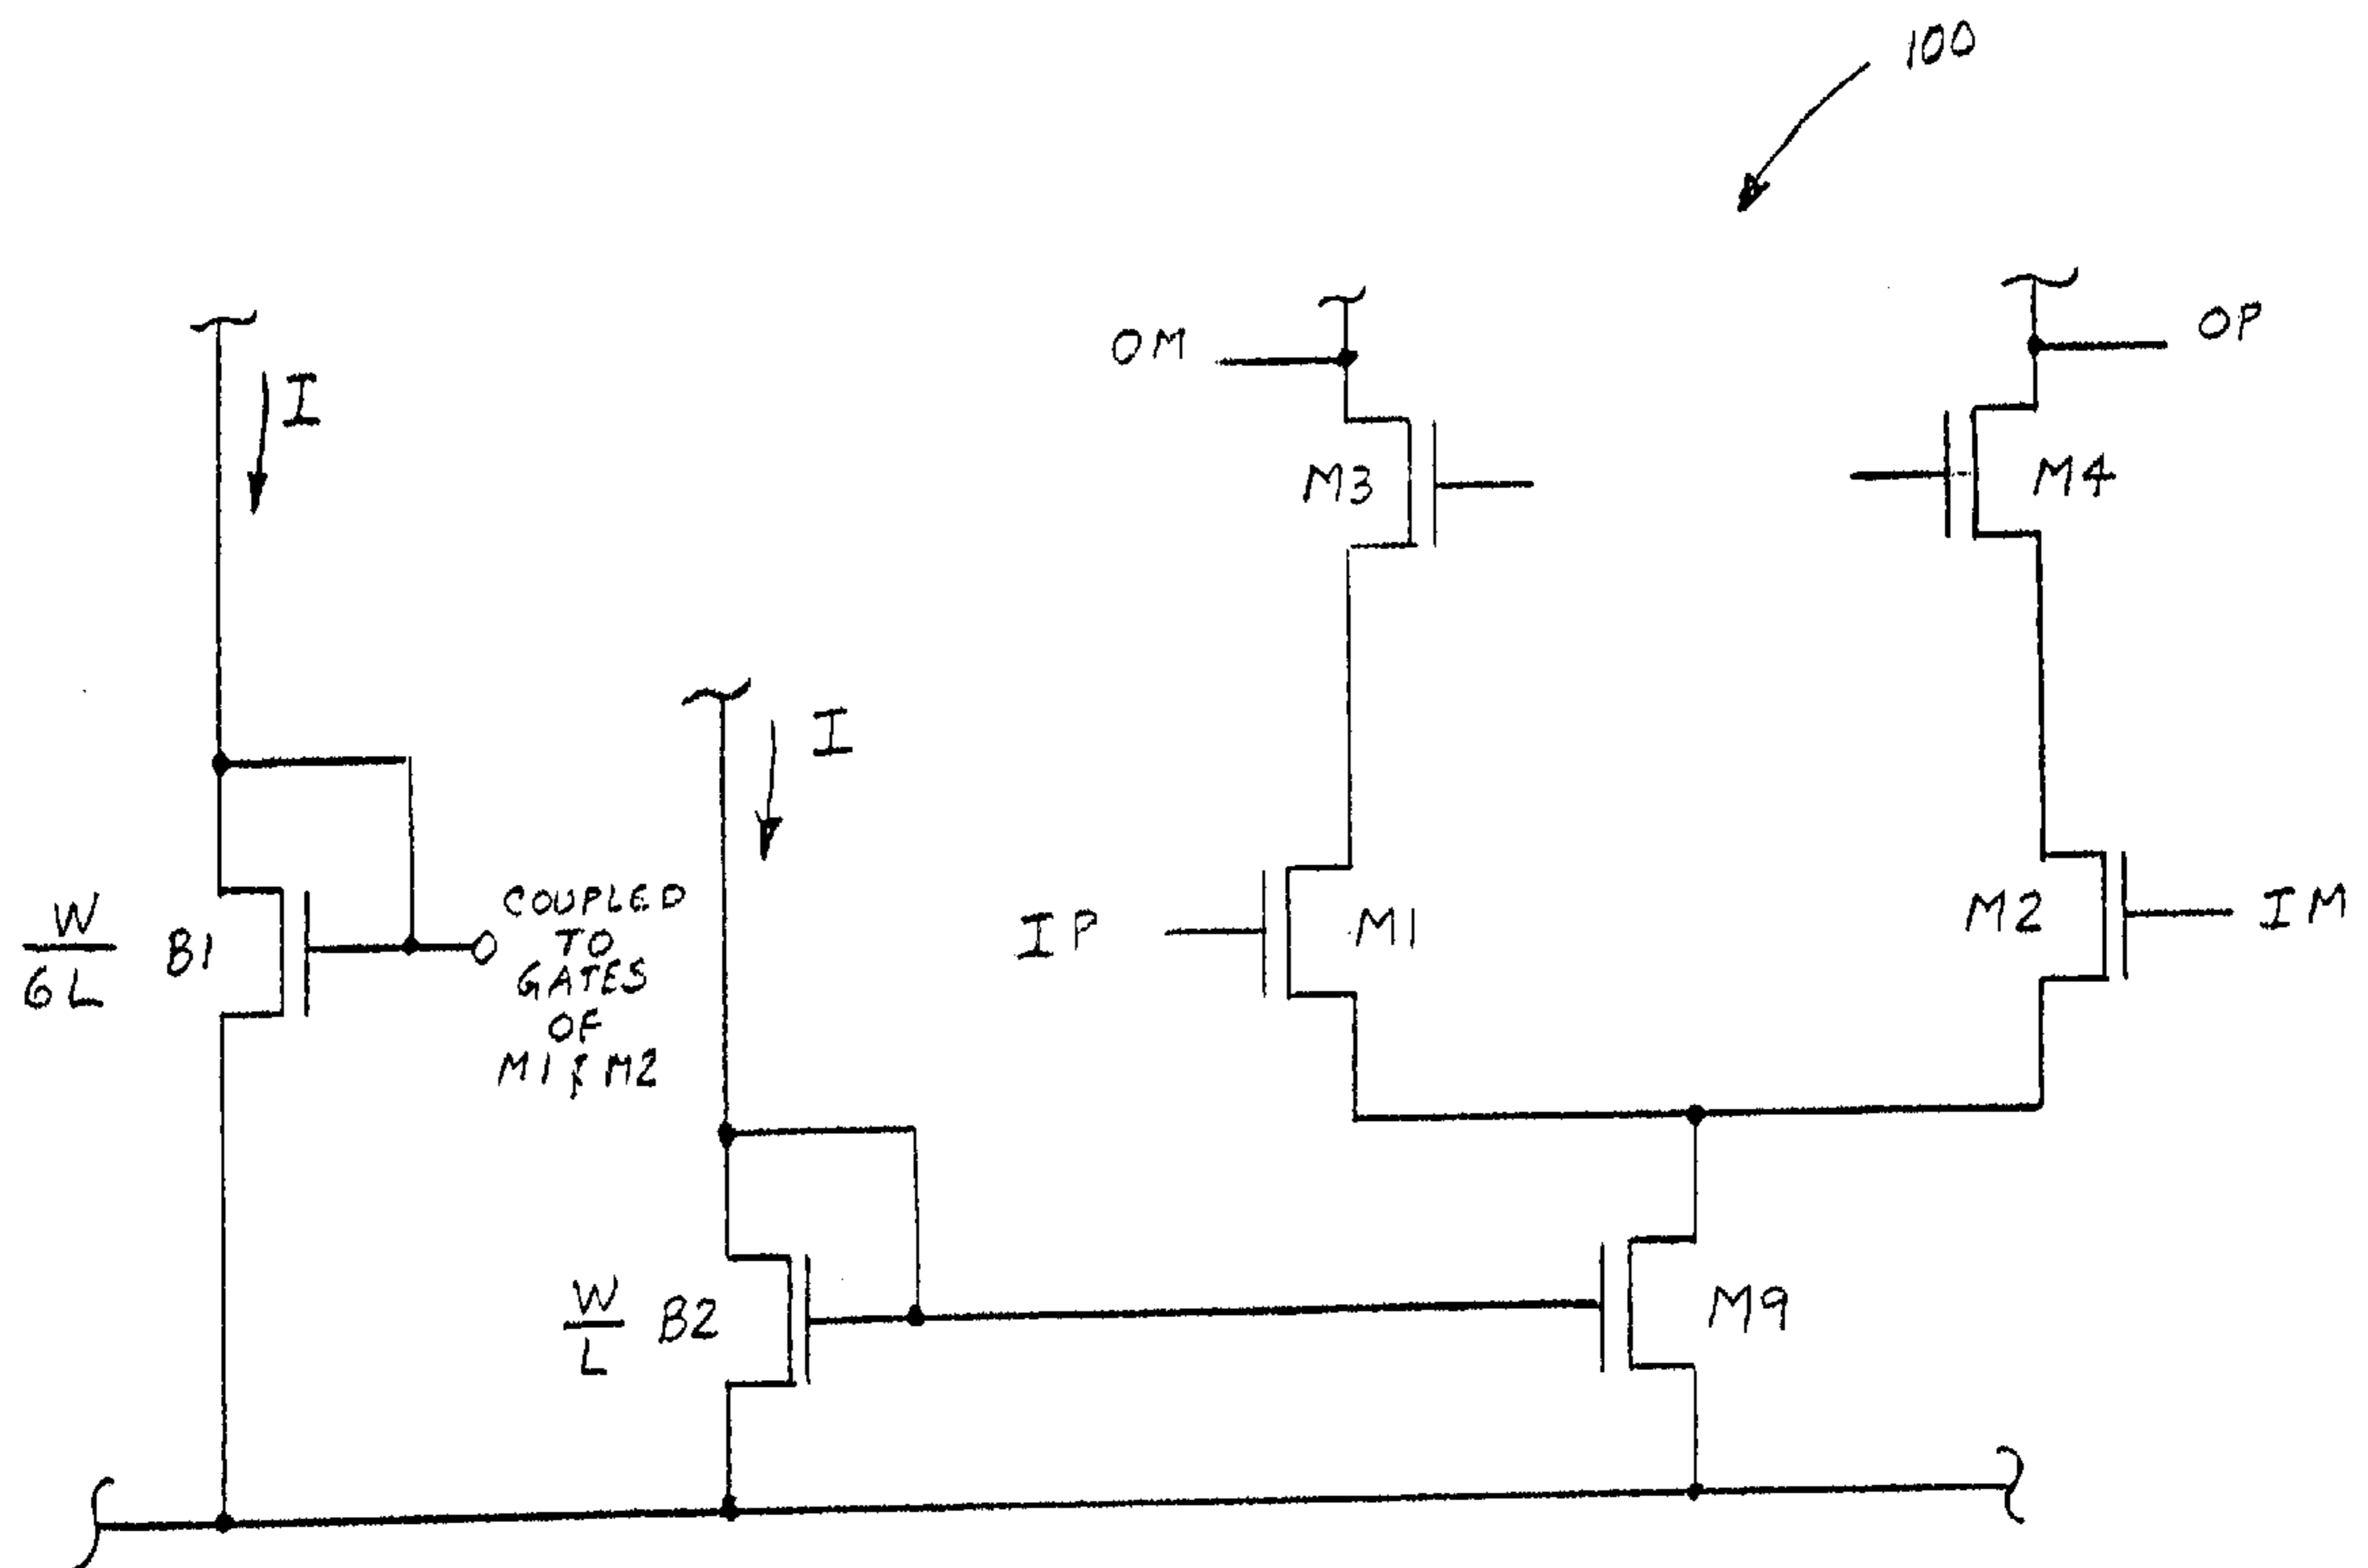 100
OM
OP
I
M3
M4
I
W
6L
B1
COUPLED
TO
GATES
OF
M1 & M2
IP
M1
M2
IM
W
L
B2
M9